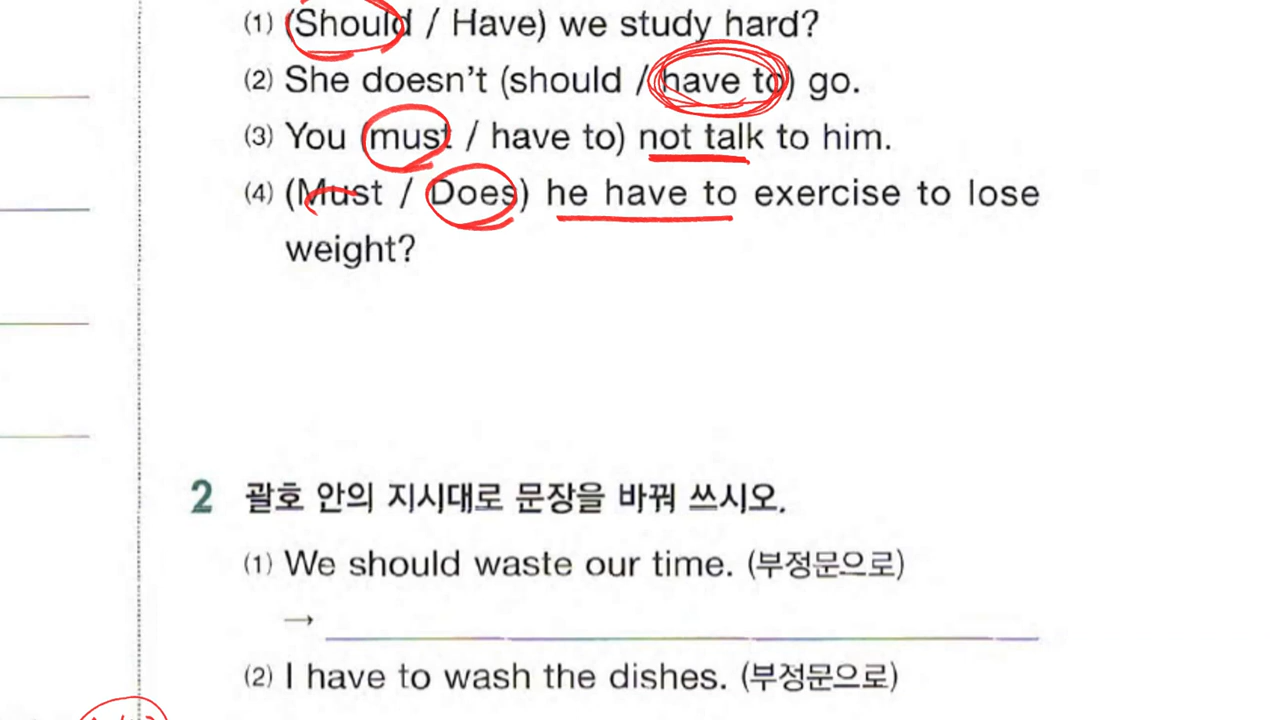 (1) (Should / Have) we study hard?
(2) She doesn't (should / have to) go.
(3) You (must / have to) not talk to him.
(4) (Must / Does) he have to exercise to lose
weight?
2 괄호 안의 지시대로 문장을 바꿔 쓰시오.
(1) We should waste our time. (부정문으로)
→
(2) I have to wash the dishes. (부정문으로)